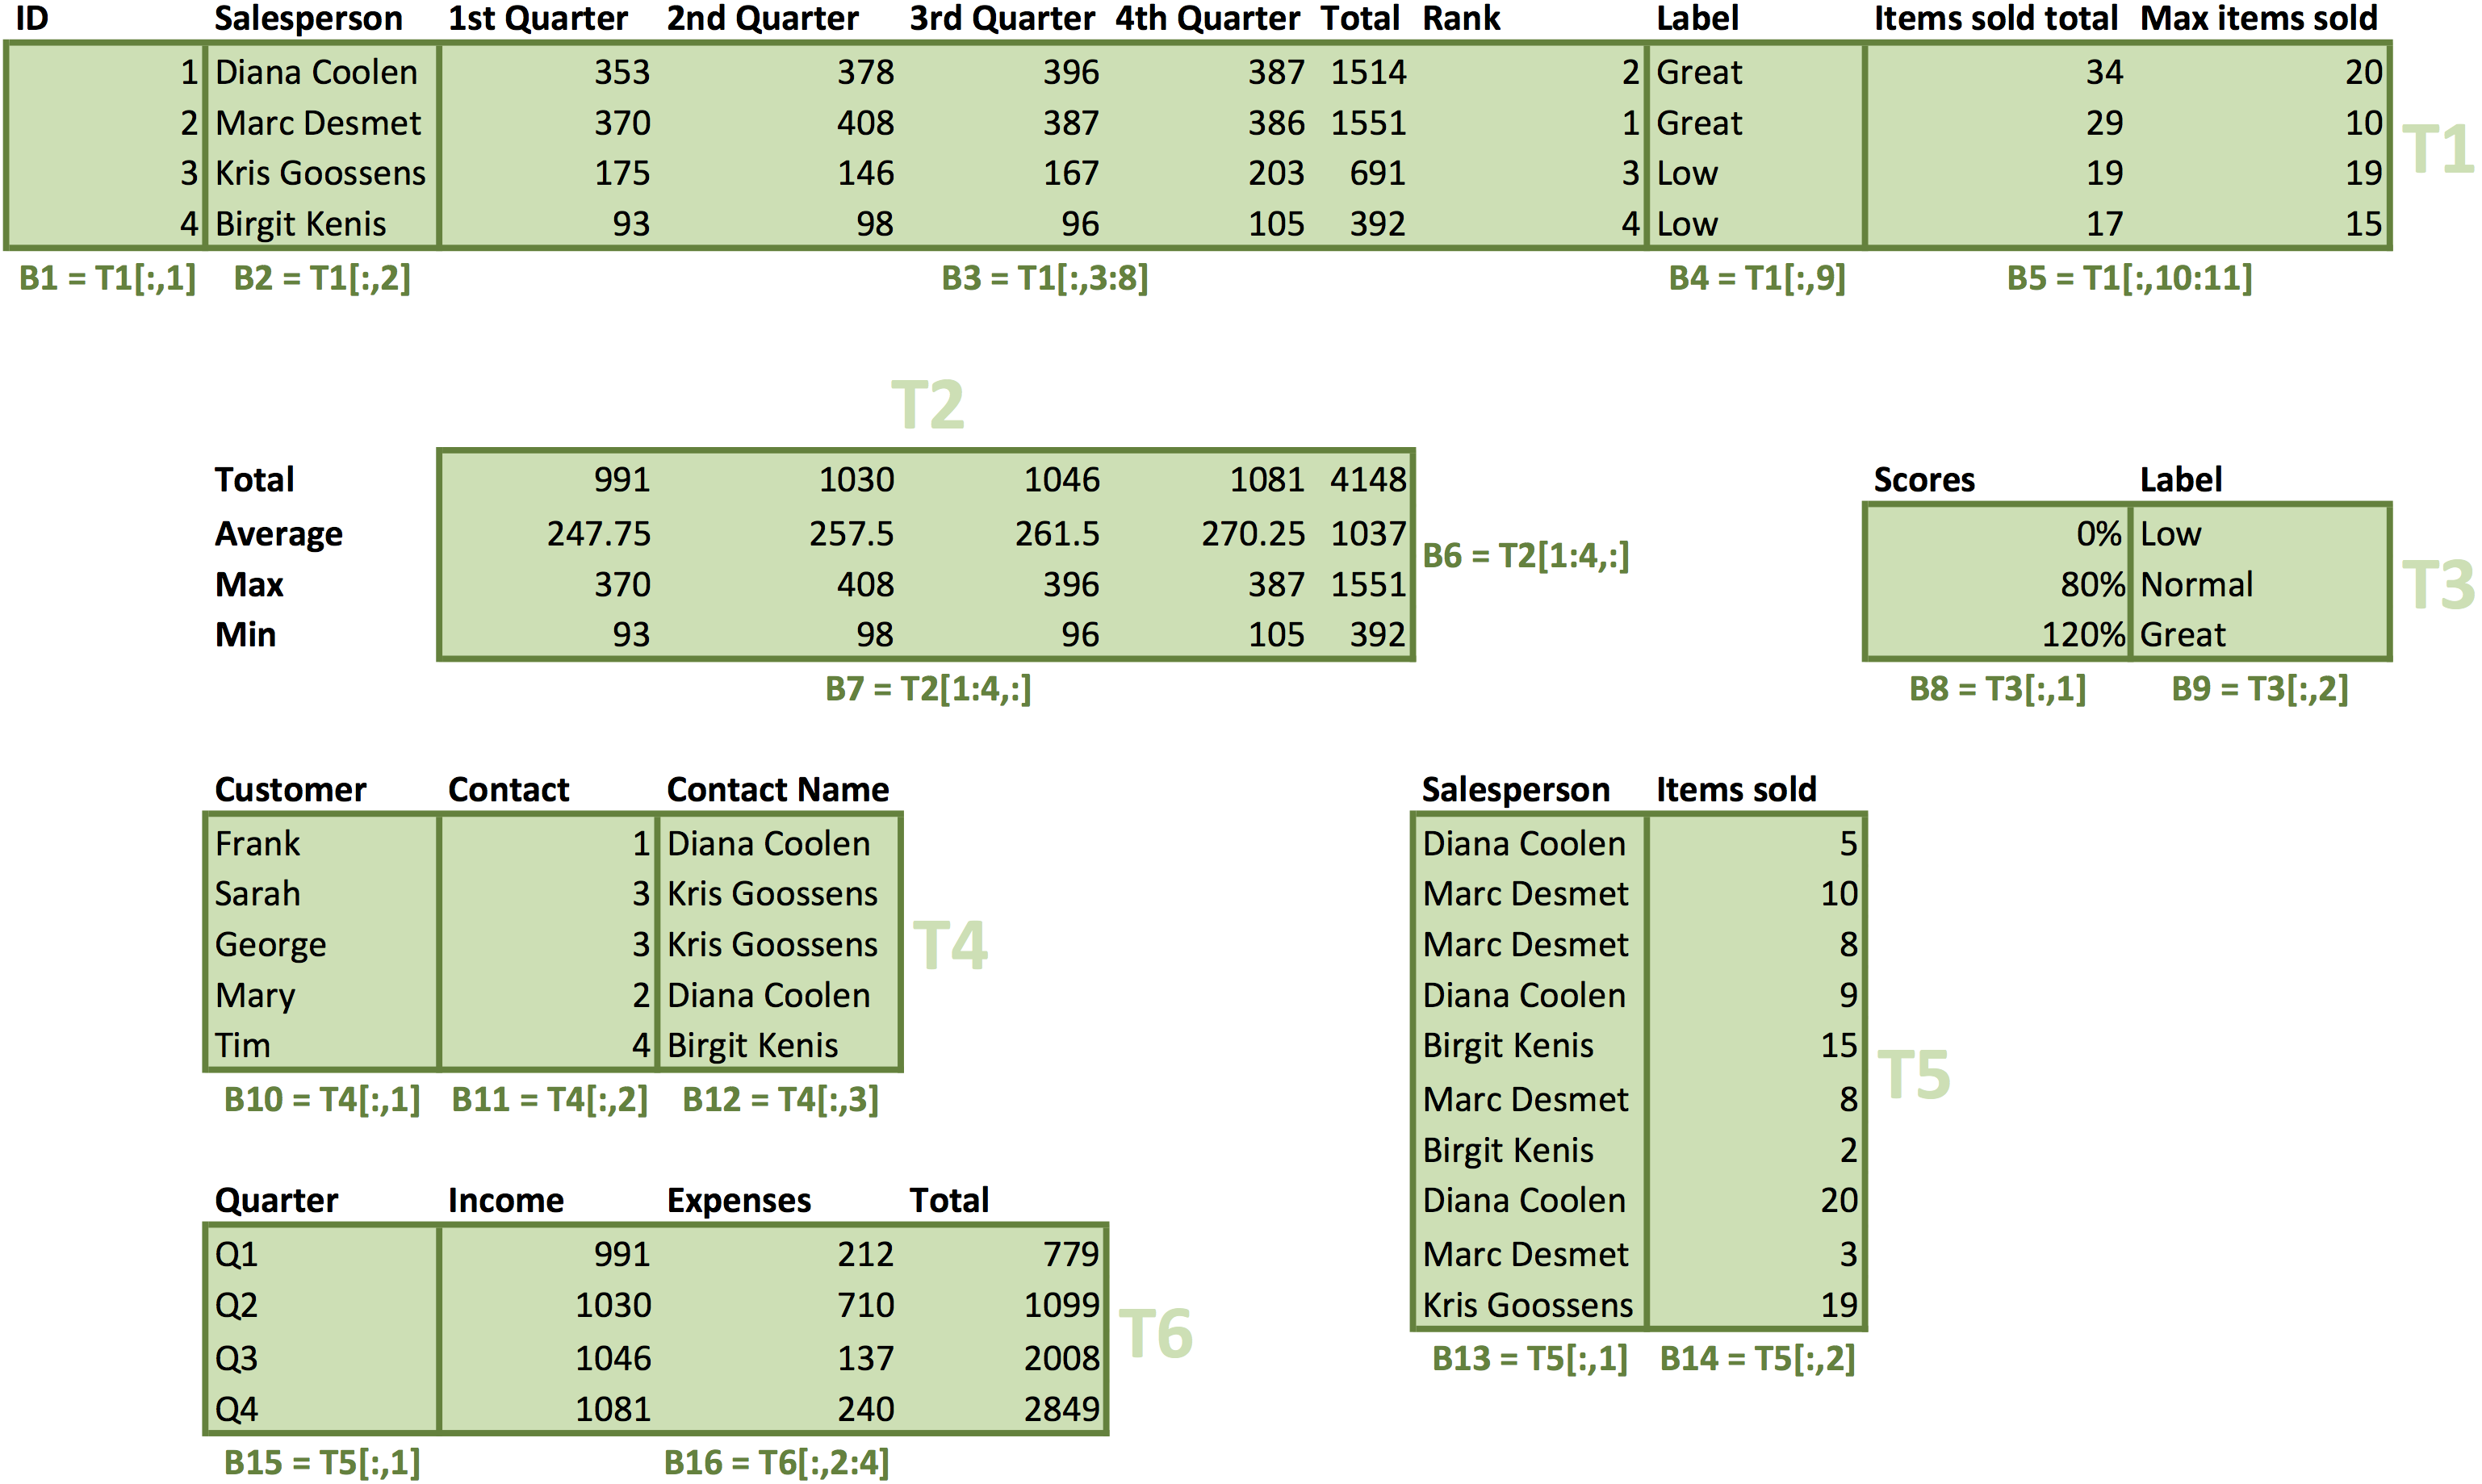 ID Salesperson 1st Quarter 2nd Quarter 3rd Quarter 4th Quarter Total Rank Label Items sold total Max items sold
1 Diana Coolen 353 378 396 387 1514 2 Great 34 20
2 Marc Desmet 370 408 387 386 1551 1 Great 29 10
3 Kris Goossens 175 146 167 203 691 3 Low 19 19
4 Birgit Kenis 93 98 96 105 392 4 Low 17 15
T1
B1 = T1[:,1] B2 = T1[:,2] B3 = T1[:,3:8] B4 = T1[:,9] B5 = T1[:,10:11]
T2
Total 991 1030 1046 1081 4148
Average 247.75 257.5 261.5 270.25 1037
Max 370 408 396 387 1551
Min 93 98 96 105 392
B6 = T2[1:4,:]
B7 = T2[1:4,:]
Scores Label
0% Low
80% Normal
120% Great
T3
B8 = T3[:,1] B9 = T3[:,2]
Customer Contact Contact Name
Frank 1 Diana Coolen
Sarah 3 Kris Goossens
George 3 Kris Goossens
Mary 2 Diana Coolen
Tim 4 Birgit Kenis
T4
B10 = T4[:,1] B11 = T4[:,2] B12 = T4[:,3]
Salesperson Items sold
Diana Coolen 5
Marc Desmet 10
Marc Desmet 8
Diana Coolen 9
Birgit Kenis 15
Marc Desmet 8
Birgit Kenis 2
Diana Coolen 20
Marc Desmet 3
Kris Goossens 19
T5
B13 = T5[:,1] B14 = T5[:,2]
Quarter Income Expenses Total
Q1 991 212 779
Q2 1030 710 1099
Q3 1046 137 2008
Q4 1081 240 2849
T6
B15 = T5[:,1] B16 = T6[:,2:4]